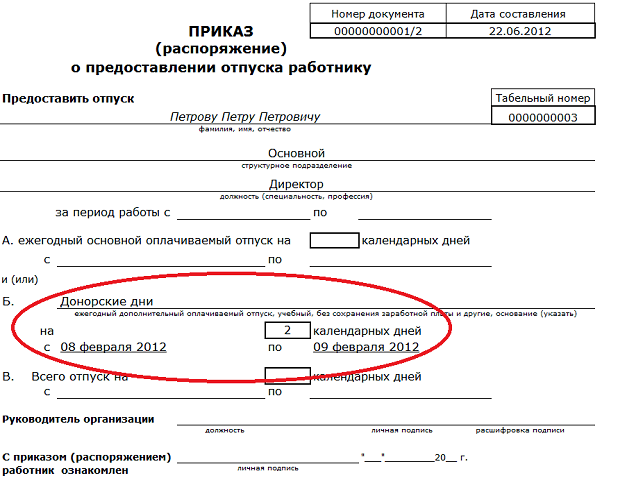 Номер документа Дата составления
00000000001/2 22.06.2012
ПРИКАЗ
(распоряжение)
о предоставлении отпуска работнику
Предоставить отпуск
Табельный номер
Петрову Петру Петровичу 0000000003
фамилия, имя, отчество
Основной
структурное подразделение
Директор
должность (специальность, профессия)
за период работы с по
А. ежегодный основной оплачиваемый отпуск на календарных дней
с по
и (или)
Б. Донорские дни
ежегодный дополнительный оплачиваемый отпуск, учебный, без сохранения заработной платы и другие, основание (указать)
на 2 календарных дней
с 08 февраля 2012 по 09 февраля 2012
В. Всего отпуск на календарных дней
с по
Руководитель организации
должность личная подпись расшифровка подписи
С приказом (распоряжением) "___"_________20__ г.
работник ознакомлен
личная подпись